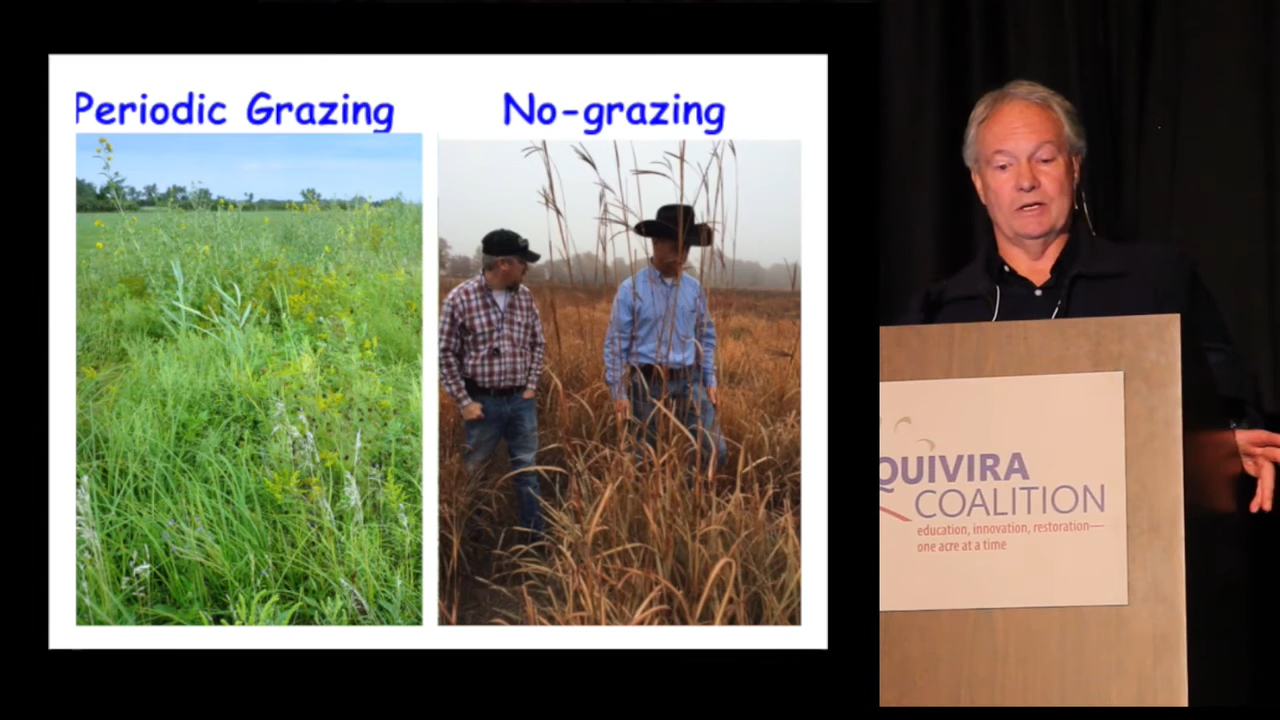 Periodic Grazing
No-grazing
QUIVIRA
COALITION
education, innovation, restoration—
one acre at a time